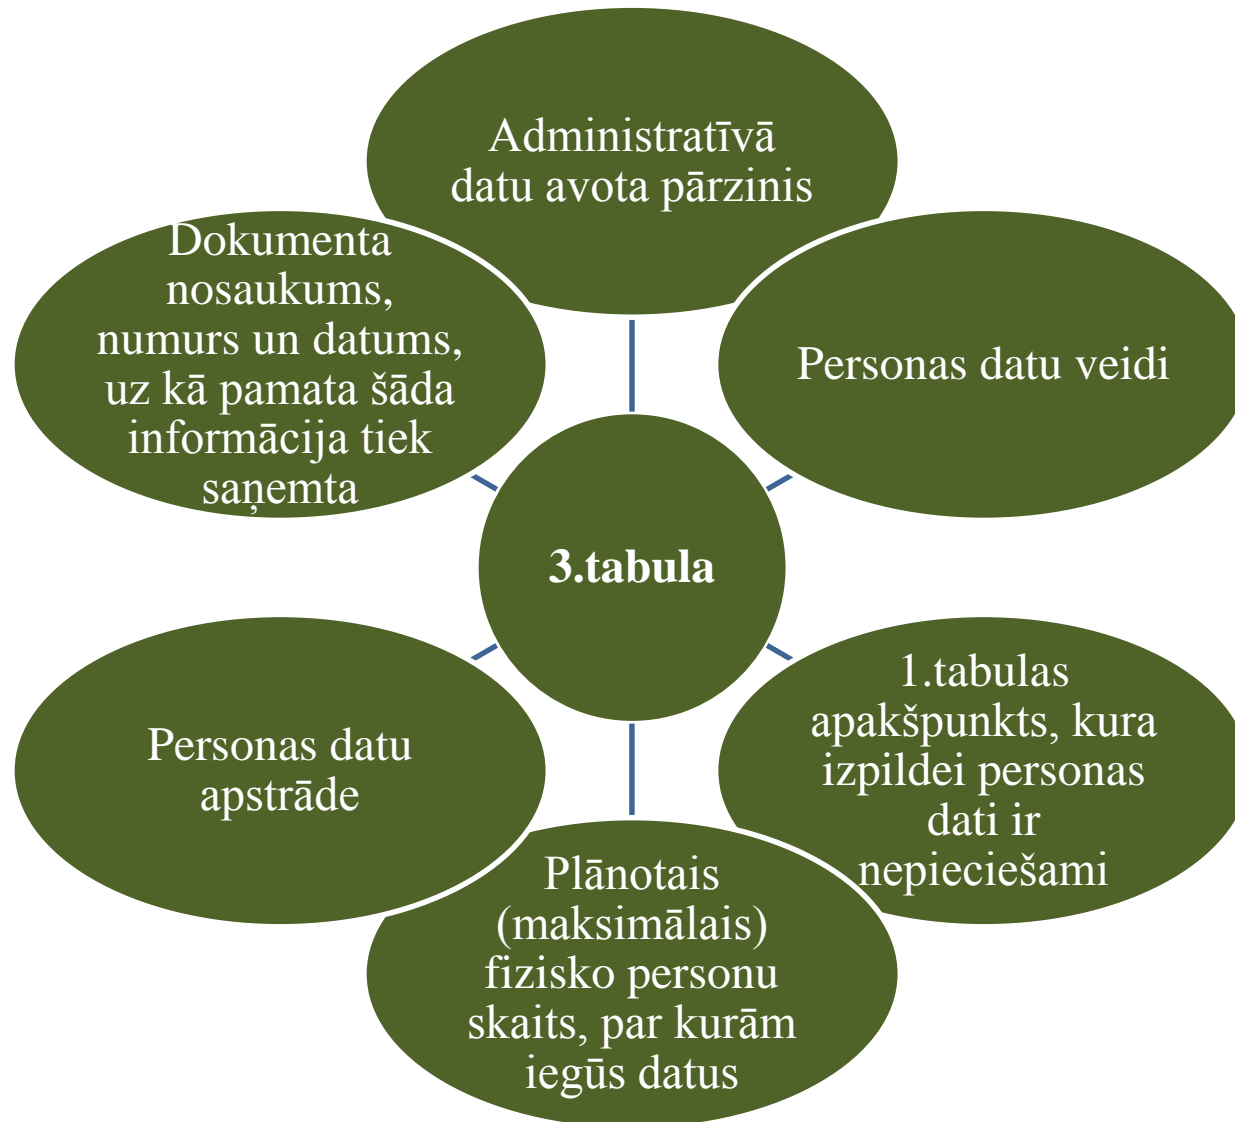 Administratīvā
datu avota pārzinis
Dokumenta
nosaukums,
numurs un datums,
uz kā pamata šāda
informācija tiek
saņemta
Personas datu veidi
3.tabula
Personas datu
apstrāde
1.tabulas
apakšpunkts, kura
izpildei personas
dati ir
nepieciešami
Plānotais
(maksimālais)
fizisko personu
skaits, par kurām
iegūs datus